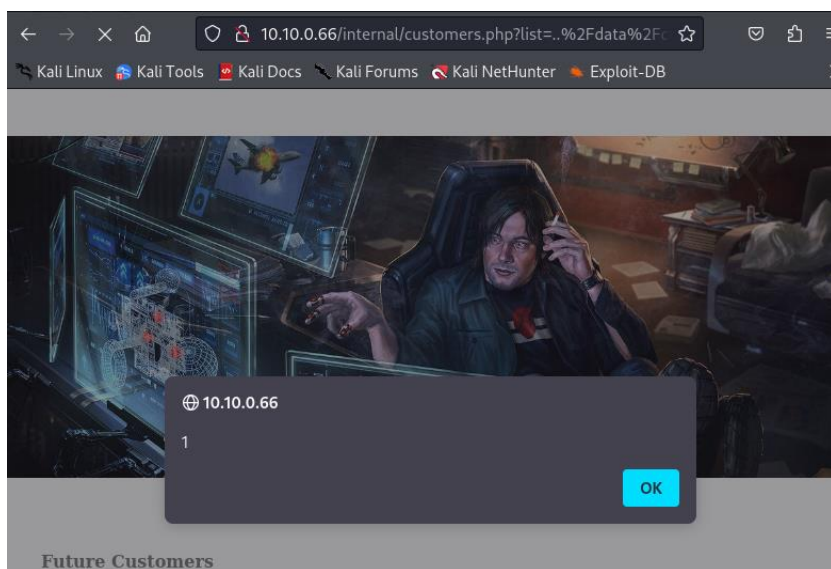 10.10.0.66/internal/customers.php?list=..%2Fdata%2Fc
Kali Linux Kali Tools Kali Docs Kali Forums Kali NetHunter Exploit-DB
10.10.0.66
1
OK
Future Customers